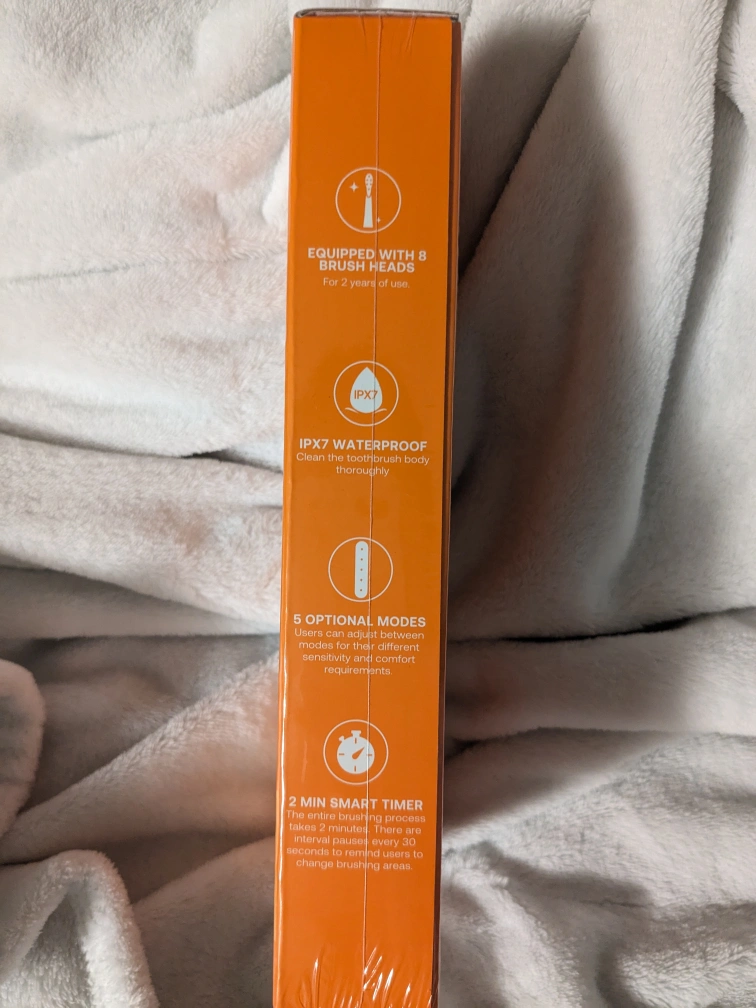 EQUIPPED WITH 8
BRUSH HEADS
For 2 years of use.
IPX7
IPX7 WATERPROOF
Clean the toothbrush body
thoroughly
5 OPTIONAL MODES
Users can adjust between
modes for their different
sensitivity and comfort
requirements.
2 MIN SMART TIMER
The entire brushing process
takes 2 minutes. There are
interval pauses every 30
seconds to remind users to
change brushing areas.